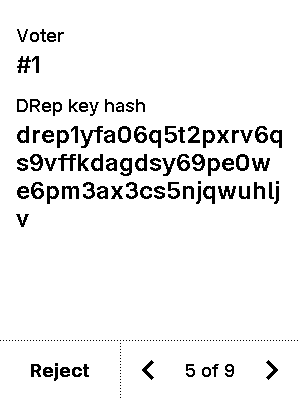 Voter
#1
DRep key hash
drep1yfa06q5t2pxrv6q
s9vffkdagdsy69pe0w
e6pm3ax3cs5njqwuhlj
v
Reject
5 of 9